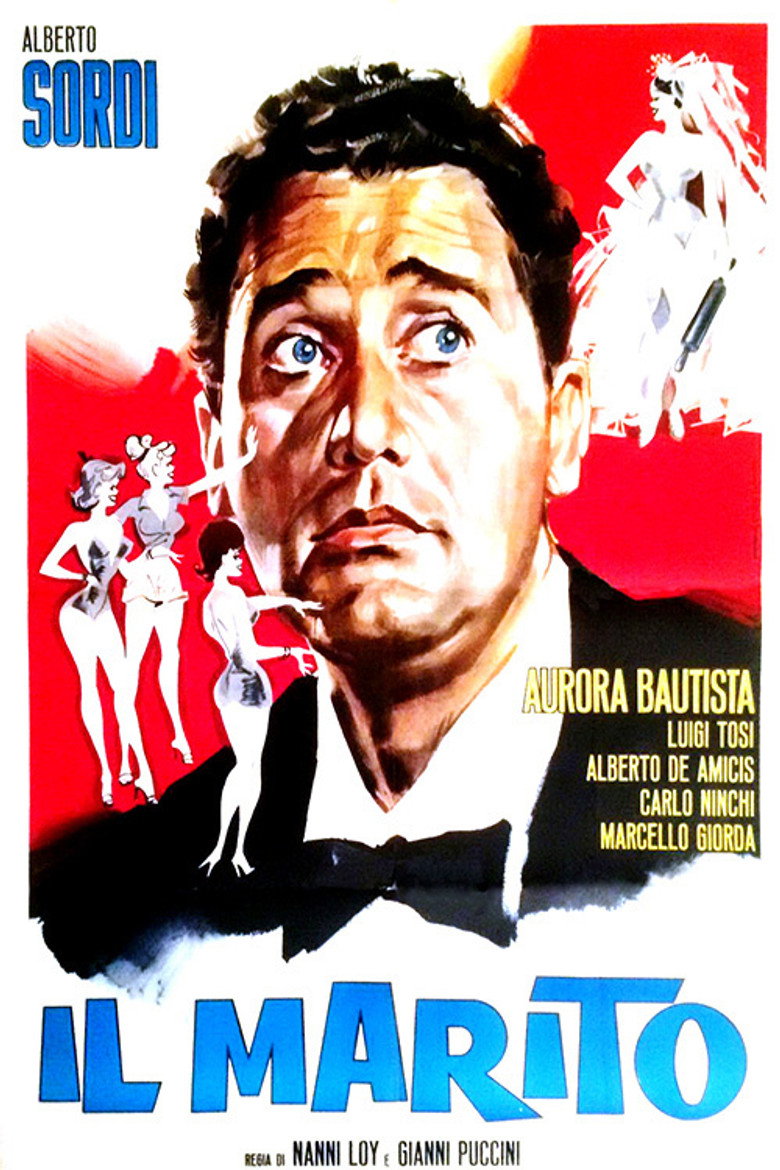 ALBERTO
SORDI
AURORA BAUTISTA
LUIGI TOSI
ALBERTO DE AMICIS
CARLO NINCHI
MARCELLO GIORDA
IL MARITO
REGIA DI NANNI LOY E GIANNI PUCCINI